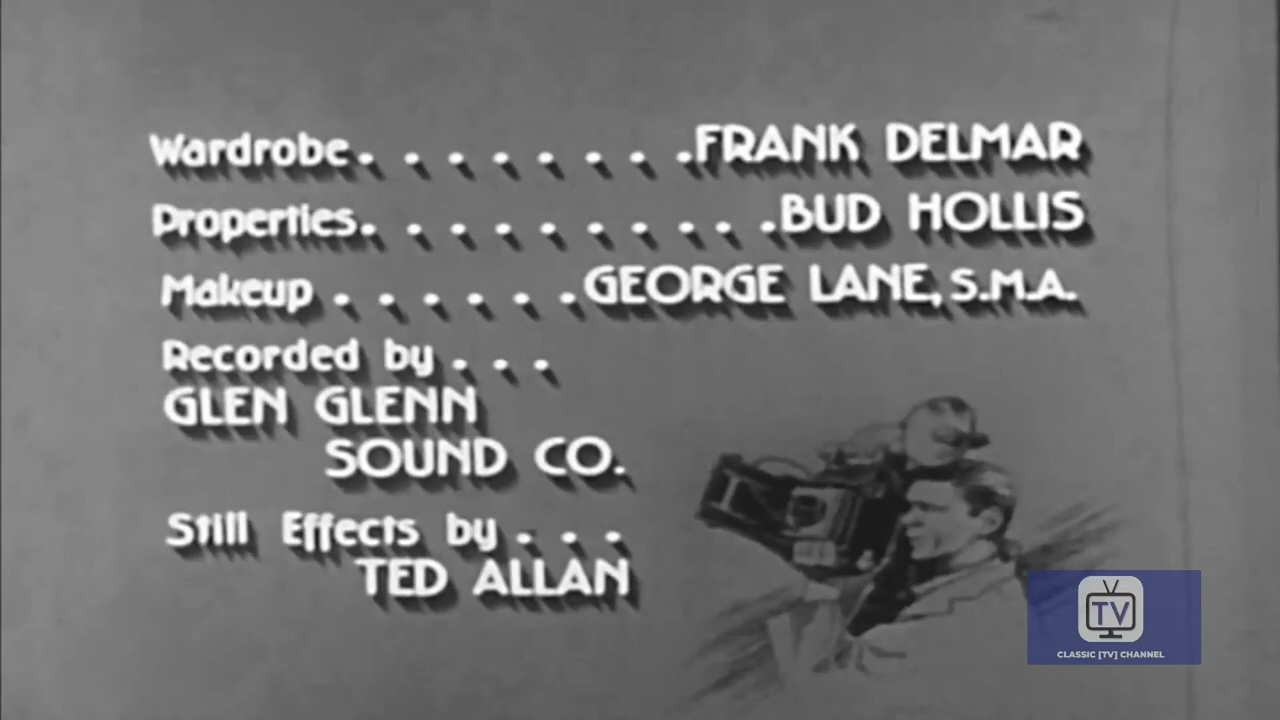 Wardrobe . . . . . . . . FRANK DELMAR
Properties . . . . . . . . . . BUD HOLLIS
Makeup . . . . . . GEORGE LANE, S.M.A.
Recorded by . . .
GLEN GLENN
SOUND CO.
Still Effects by . . .
TED ALLAN
TV
CLASSIC [TV] CHANNEL